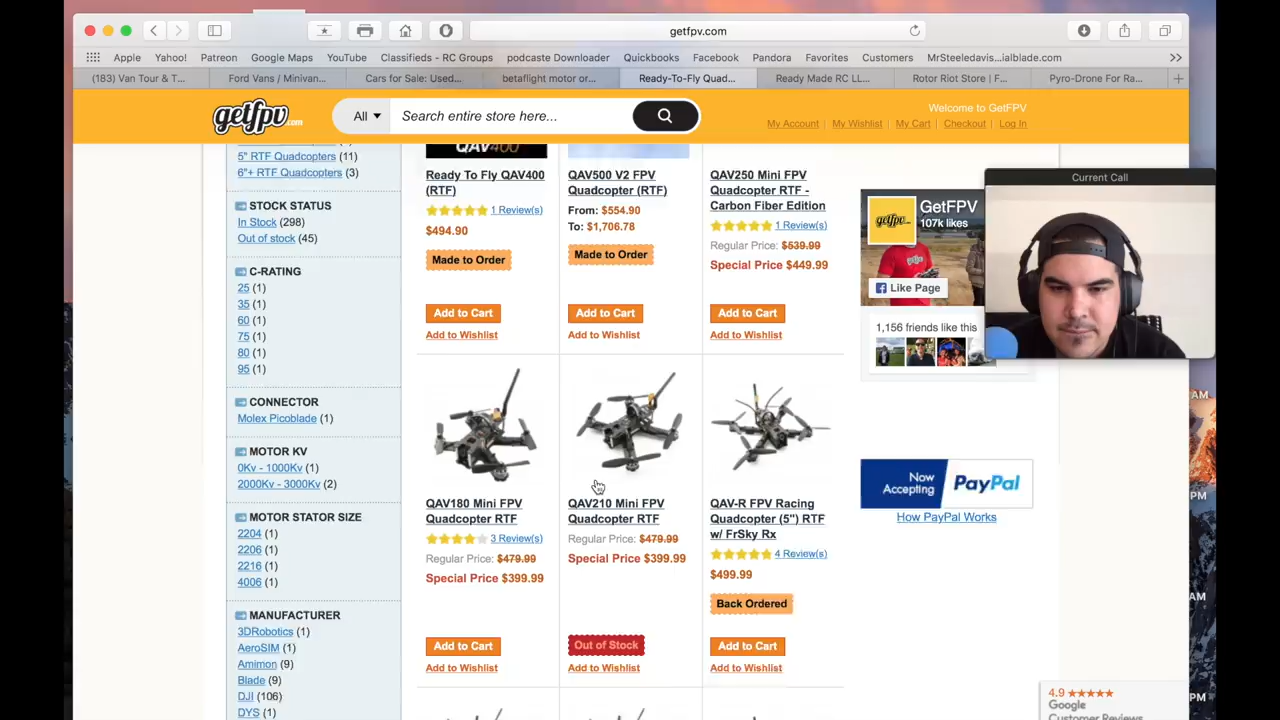 getfpv.com
Apple Yahoo! Favorites Google Maps YouTube Classifieds - RC Groups podcaste Downloader Quickbooks Facebook Pandora Favorites Customers MrSteeledavis...ialblade.com
(183) Van Tour & T...
Ford Vans / Minivan...
Cars for Sale: Used...
betaflight motor or...
Ready-To-Fly Quad...
Ready Made RC LL...
Rotor Riot Store | F...
Pyro-Drone For Ra...
getfpv.com
All
Search entire store here...
Welcome to GetFPV
My Account | My Wishlist | My Cart | Checkout | Log In
5" RTF Quadcopters (11)
6"+ RTF Quadcopters (3)
STOCK STATUS
In Stock (298)
Out of stock (45)
C-RATING
25 (1)
35 (1)
60 (1)
75 (1)
80 (1)
95 (1)
CONNECTOR
Molex Picoblade (1)
MOTOR KV
0Kv - 1000Kv (1)
2000Kv - 3000Kv (2)
MOTOR STATOR SIZE
2204 (1)
2206 (1)
2216 (1)
4006 (1)
MANUFACTURER
3DRobotics (1)
AeroSIM (1)
Amimon (9)
Blade (9)
DJI (106)
DYS (1)
QAV400
Ready To Fly QAV400
(RTF)
1 Review(s)
$494.90
Made to Order
Add to Cart
Add to Wishlist
QAV500 V2 FPV
Quadcopter (RTF)
From: $554.90
To: $1,706.78
Made to Order
Add to Cart
Add to Wishlist
QAV250 Mini FPV
Quadcopter RTF -
Carbon Fiber Edition
1 Review(s)
Regular Price: $539.99
Special Price $449.99
Add to Cart
Add to Wishlist
QAV180 Mini FPV
Quadcopter RTF
3 Review(s)
Regular Price: $479.99
Special Price $399.99
Add to Cart
Add to Wishlist
QAV210 Mini FPV
Quadcopter RTF
Regular Price: $479.99
Special Price $399.99
Out of Stock
Add to Wishlist
QAV-R FPV Racing
Quadcopter (5") RTF
w/ FrSky Rx
4 Review(s)
$499.99
Back Ordered
Add to Cart
Add to Wishlist
Current Call
getfpv
GetFPV
107k likes
Like Page
1,156 friends like this
Now
Accepting
PayPal
How PayPal Works
4.9
Google
Customer Reviews
AM
PM
AM
PM